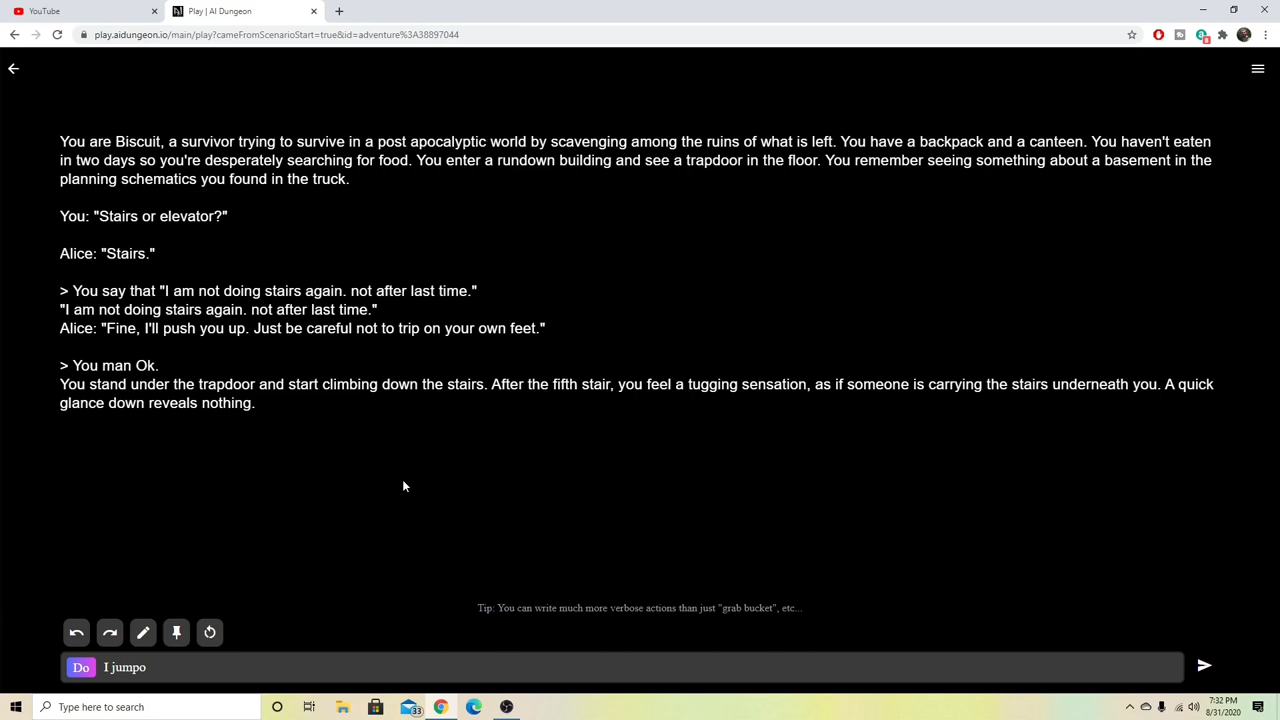 YouTube
Play | AI Dungeon
play.aidungeon.io/main/play?cameFromScenarioStart=true&id=adventure%3A38897044
You are Biscuit, a survivor trying to survive in a post apocalyptic world by scavenging among the ruins of what is left. You have a backpack and a canteen. You haven't eaten
in two days so you're desperately searching for food. You enter a rundown building and see a trapdoor in the floor. You remember seeing something about a basement in the
planning schematics you found in the truck.
You: "Stairs or elevator?"
Alice: "Stairs."
> You say that "I am not doing stairs again. not after last time."
"I am not doing stairs again. not after last time."
Alice: "Fine, I'll push you up. Just be careful not to trip on your own feet."
> You man Ok.
You stand under the trapdoor and start climbing down the stairs. After the fifth stair, you feel a tugging sensation, as if someone is carrying the stairs underneath you. A quick
glance down reveals nothing.
Tip: You can write much more verbose actions than just "grab bucket", etc...
Do I jumpo
Type here to search
33
7:32 PM
8/31/2020